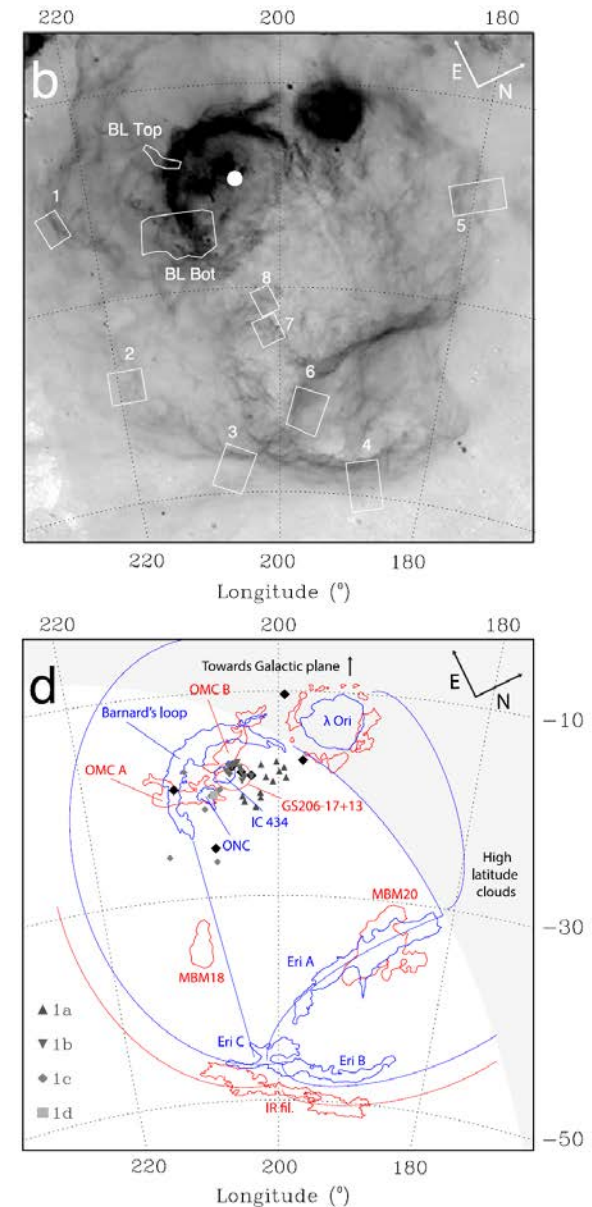 220 200 180
b
E
N
BL Top
1
5
BL Bot
8
7
2
6
3
4
220 200 180
Longitude (°)
220 200 180
d
Towards Galactic plane
E
N
OMC B
−10
Barnard's loop
λ Ori
OMC A
GS206-17+13
IC 434
ONC
High
latitude
clouds
MBM20
−30
Eri A
MBM18
1a
Eri C
1b
Eri B
1c
IR fil.
1d
−50
220 200 180
Longitude (°)